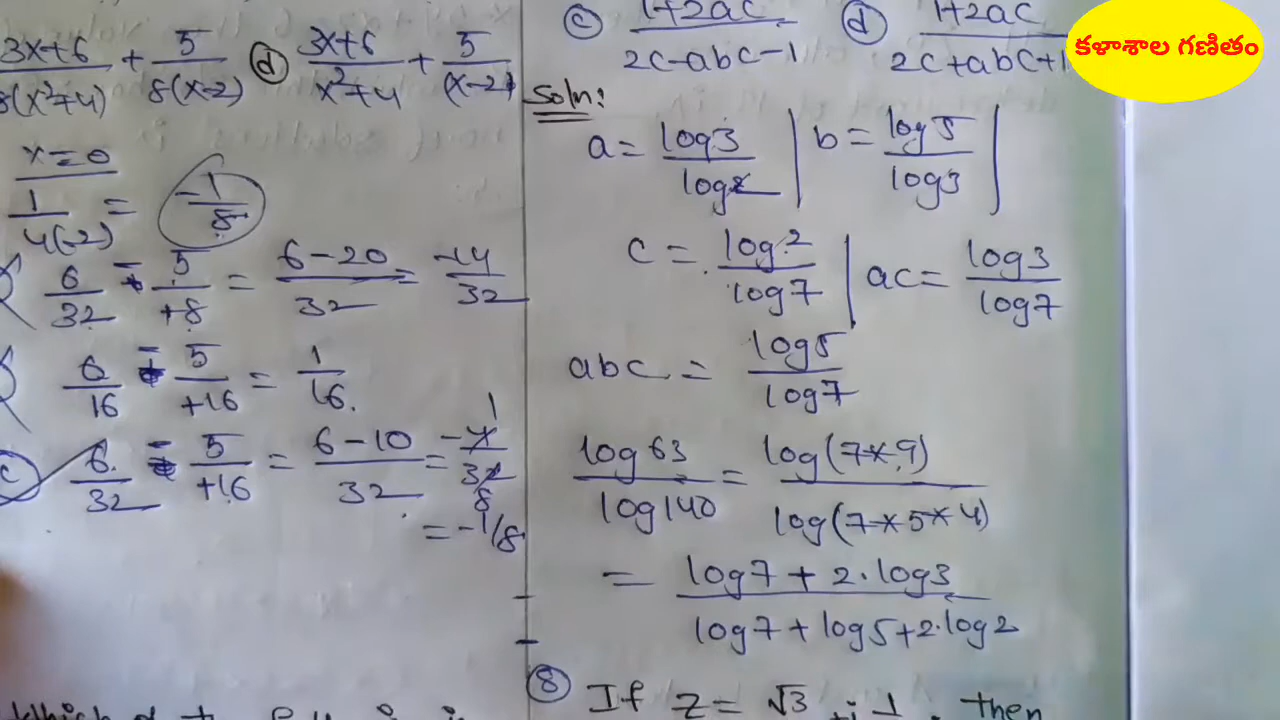 కళాశాల గణితం
3x+6/8(x²+4) + 5/8(x-2) (d) 3x+6/x²+4 + 5/(x-2)
x=0
1/4(-2) = -1/8
6/32 - 5/+8 = 6-20/32 = -14/32
6/16 - 5/+16 = 1/16.
(c) 6/32 - 5/+16 = 6-10/32 = -4/32
= -1/8
(c) 1+2ac/2c-abc-1 (d) 1+2ac/2c+abc+1
Soln:
a = log3/log2 | b = log5/log3 |
c = log2/log7 | ac = log3/log7
abc = log5/log7
log63/log140 = log(7×9)/log(7×5×4)
= log7 + 2.log3/log7 + log5 + 2.log2
(8) If z = √3 + i 1, then